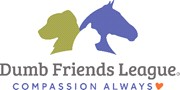 Dumb Friends League®
COMPASSION ALWAYS